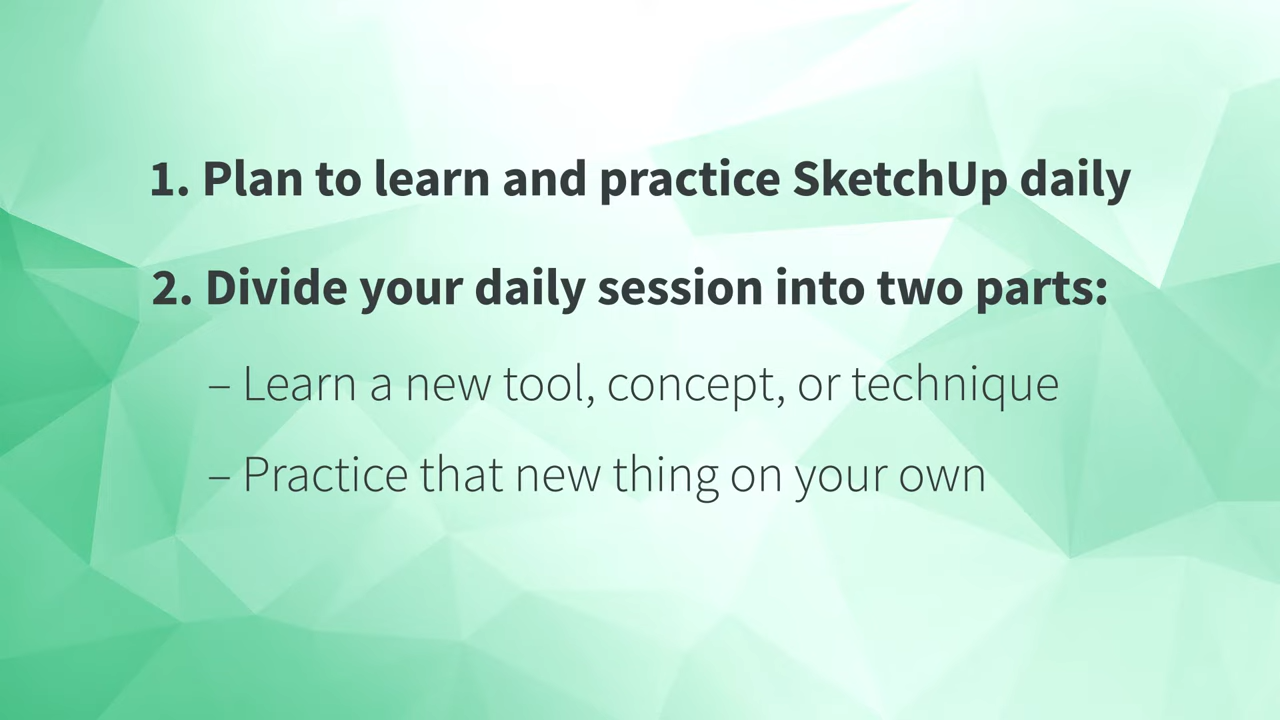 1. Plan to learn and practice SketchUp daily
2. Divide your daily session into two parts:
– Learn a new tool, concept, or technique
– Practice that new thing on your own